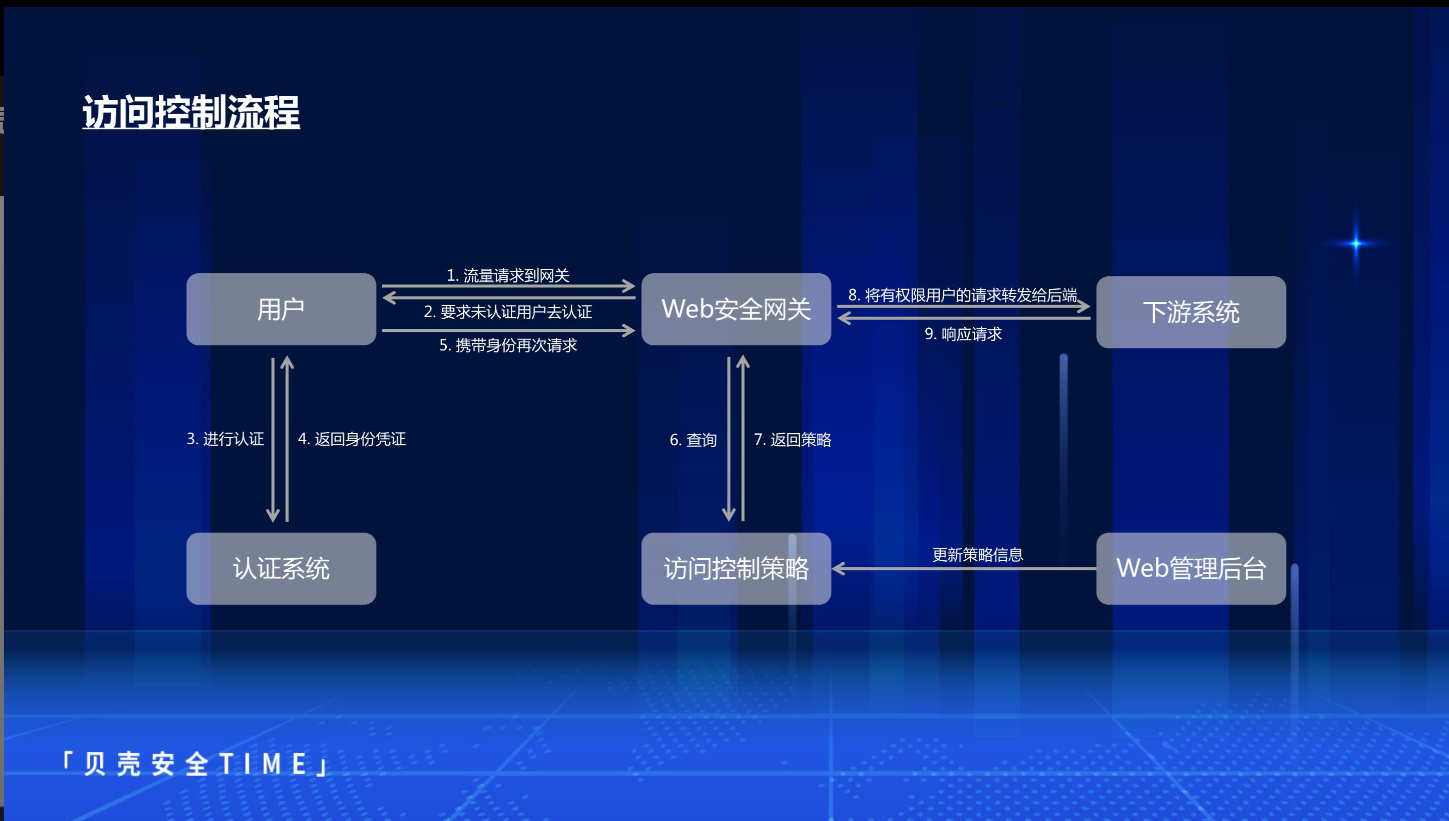 访问控制流程
1. 流量请求到网关
用户
Web安全网关
8. 将有权限用户的请求转发给后端
下游系统
2. 要求未认证用户去认证
9. 响应请求
5. 携带身份再次请求
3. 进行认证
4. 返回身份凭证
6. 查询
7. 返回策略
更新策略信息
认证系统
访问控制策略
Web管理后台
「贝壳安全TIME」